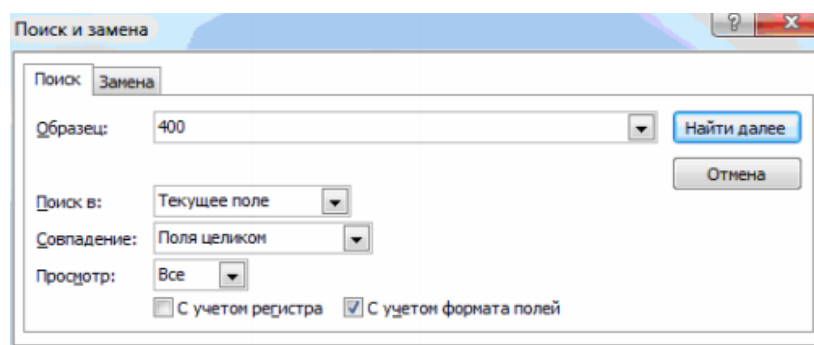 Поиск и замена
Поиск Замена
Образец: 400 Найти далее
Отмена
Поиск в: Текущее поле
Совпадение: Поля целиком
Просмотр: Все
С учетом регистра С учетом формата полей